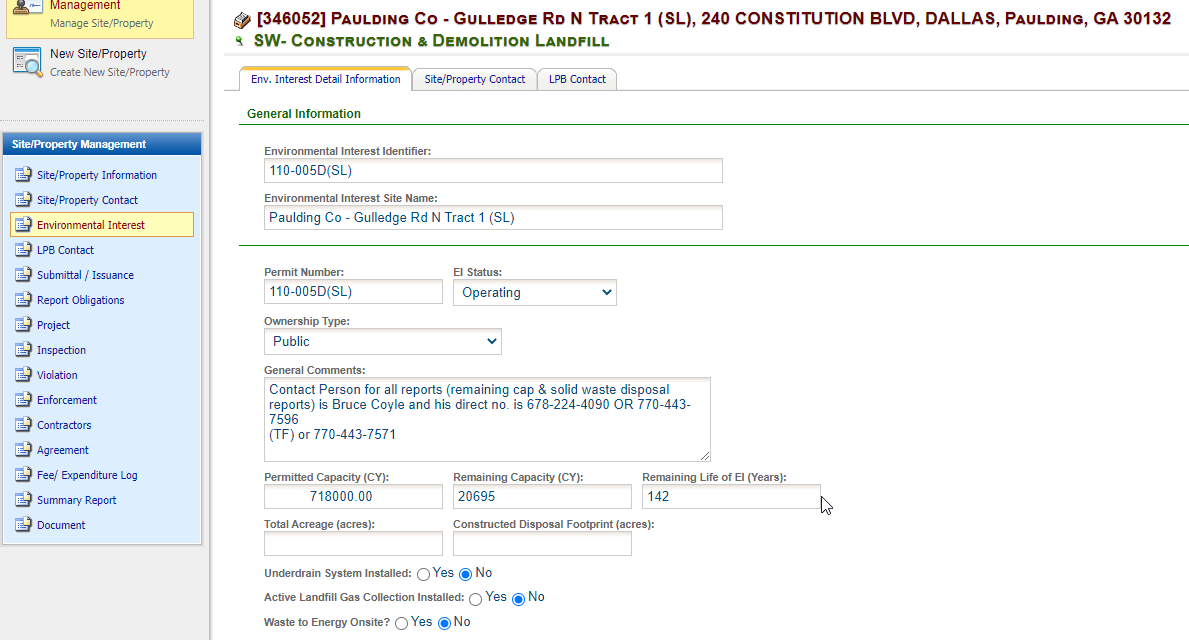 Management
Manage Site/Property
New Site/Property
Create New Site/Property
Site/Property Management
Site/Property Information
Site/Property Contact
Environmental Interest
LPB Contact
Submittal / Issuance
Report Obligations
Project
Inspection
Violation
Enforcement
Contractors
Agreement
Fee/ Expenditure Log
Summary Report
Document
[346052] Paulding Co - Gulledge Rd N Tract 1 (SL), 240 CONSTITUTION BLVD, DALLAS, Paulding, GA 30132
SW- Construction & Demolition Landfill
Env. Interest Detail Information Site/Property Contact LPB Contact
General Information
Environmental Interest Identifier:
110-005D(SL)
Environmental Interest Site Name:
Paulding Co - Gulledge Rd N Tract 1 (SL)
Permit Number: EI Status:
110-005D(SL) Operating
Ownership Type:
Public
General Comments:
Contact Person for all reports (remaining cap & solid waste disposal
reports) is Bruce Coyle and his direct no. is 678-224-4090 OR 770-443-
7596
(TF) or 770-443-7571
Permitted Capacity (CY): Remaining Capacity (CY): Remaining Life of EI (Years):
718000.00 20695 142
Total Acreage (acres): Constructed Disposal Footprint (acres):
Underdrain System Installed: Yes No
Active Landfill Gas Collection Installed: Yes No
Waste to Energy Onsite? Yes No